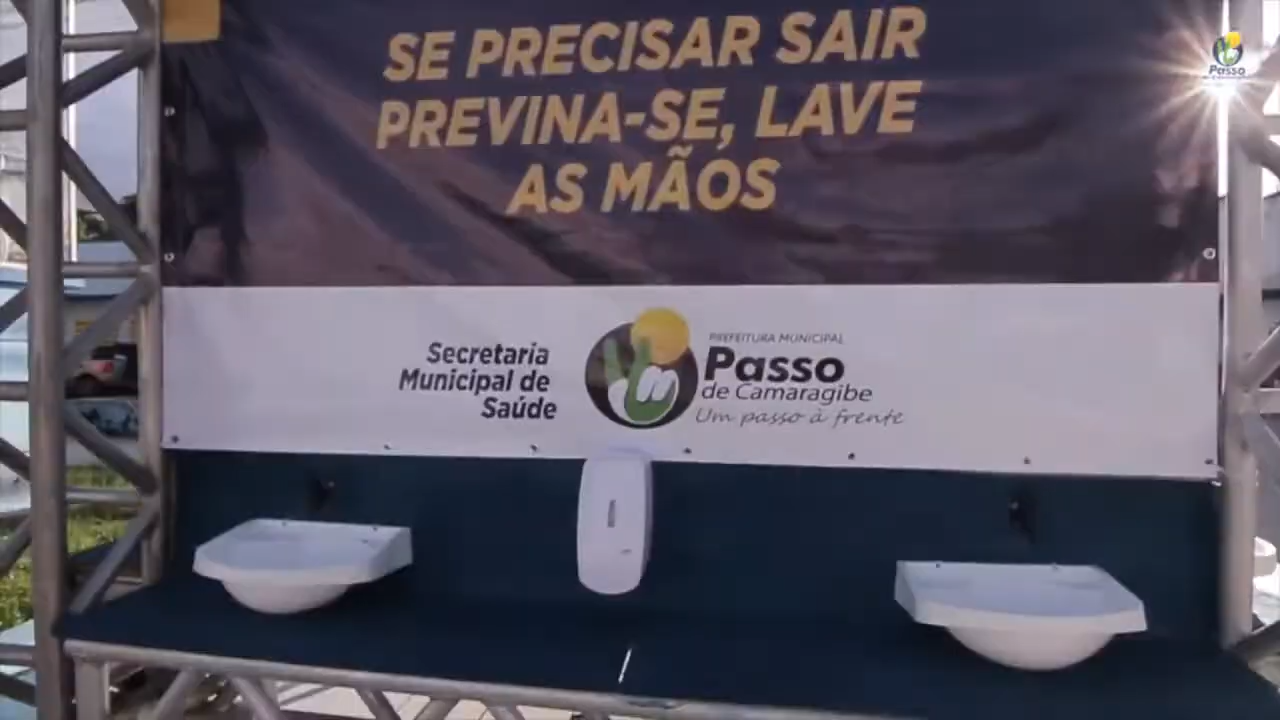 SE PRECISAR SAIR
PREVINA-SE, LAVE
AS MÃOS
Secretaria
Municipal de
Saúde
PREFEITURA MUNICIPAL
Passo
de Camaragibe
Um passo à frente
Passo